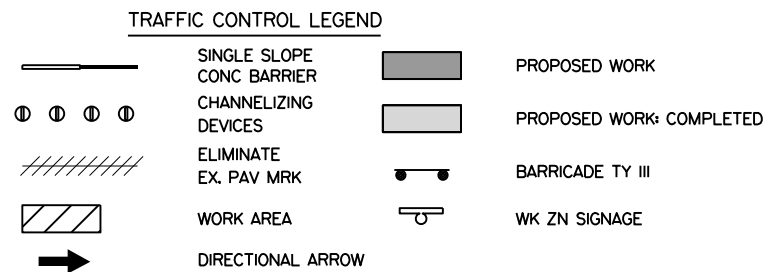 TRAFFIC CONTROL LEGEND
SINGLE SLOPE
CONC BARRIER
CHANNELIZING
DEVICES
ELIMINATE
EX. PAV MRK
WORK AREA
DIRECTIONAL ARROW
PROPOSED WORK
PROPOSED WORK: COMPLETED
BARRICADE TY III
WK ZN SIGNAGE